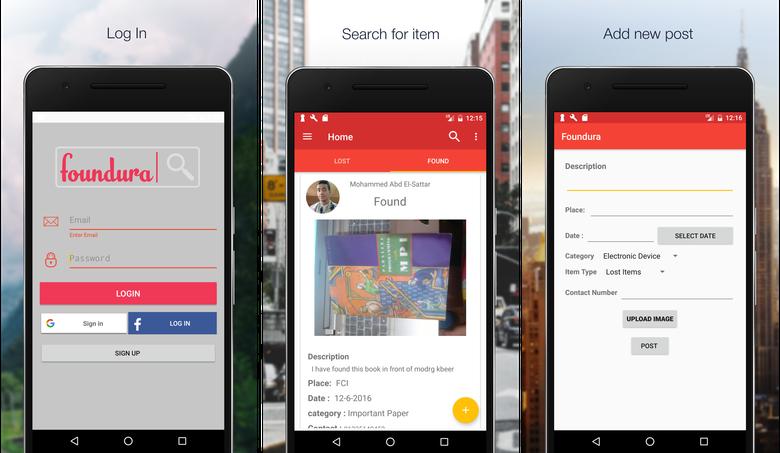 Log In
foundura
Email
Enter Email
Password
LOGIN
Sign in
LOG IN
SIGN UP
Search for item
12:15
Home
LOST
FOUND
Mohammed Abd El-Sattar
Found
MPI
Description
I have found this book in front of modrg kbeer
Place: FCI
Date : 12-6-2016
category : Important Paper
Contact :
Add new post
12:16
Foundura
Description
Place:
Date :
SELECT DATE
Category Electronic Device
Item Type Lost Items
Contact Number
UPLOAD IMAGE
POST